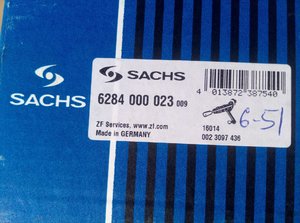 SACHS
SACHS
4 013872 387540
6284 000 023 009
6-51
ZF Services, www.zf.com
Made in GERMANY
16014
002 3097 436